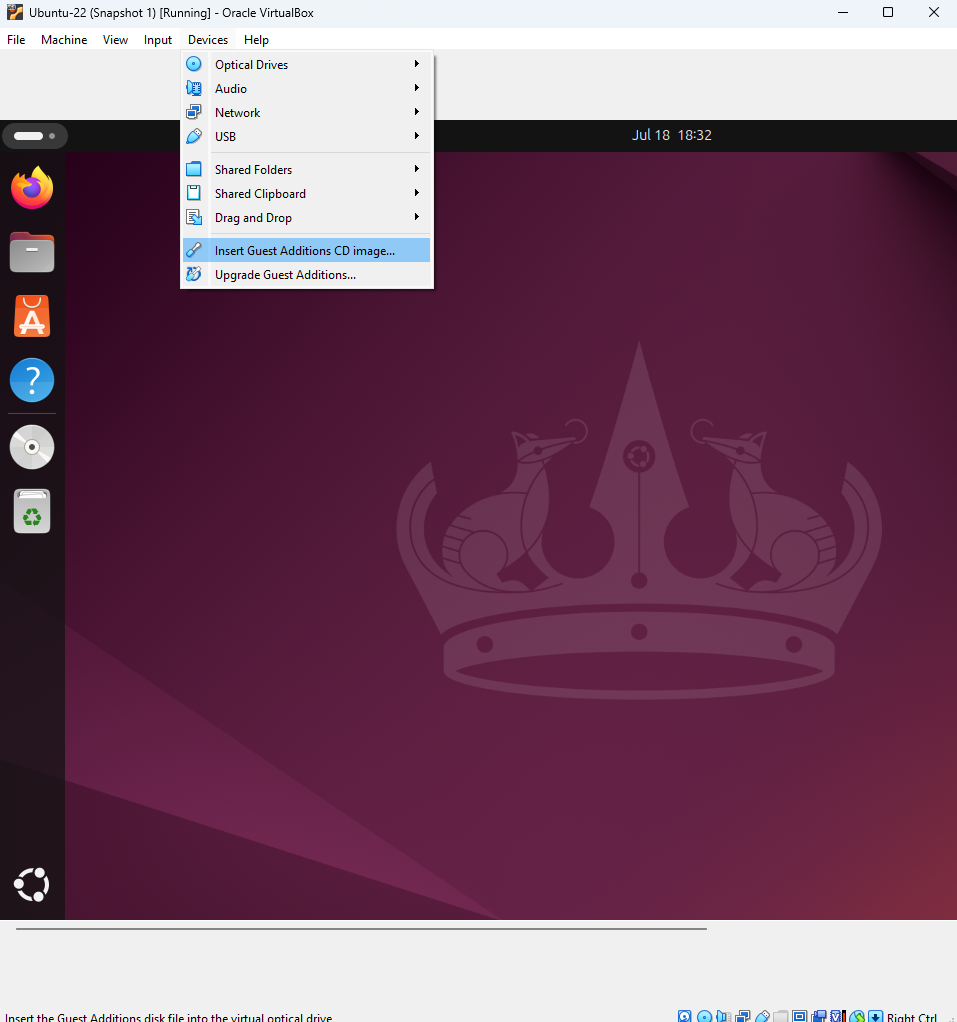 Ubuntu-22 (Snapshot 1) [Running] - Oracle VirtualBox
File Machine View Input Devices Help
Optical Drives
Audio
Network
USB
Jul 18 18:32
Shared Folders
Shared Clipboard
Drag and Drop
Insert Guest Additions CD image...
Upgrade Guest Additions...
?
Insert the Guest Additions disk file into the virtual optical drive
Right Ctrl